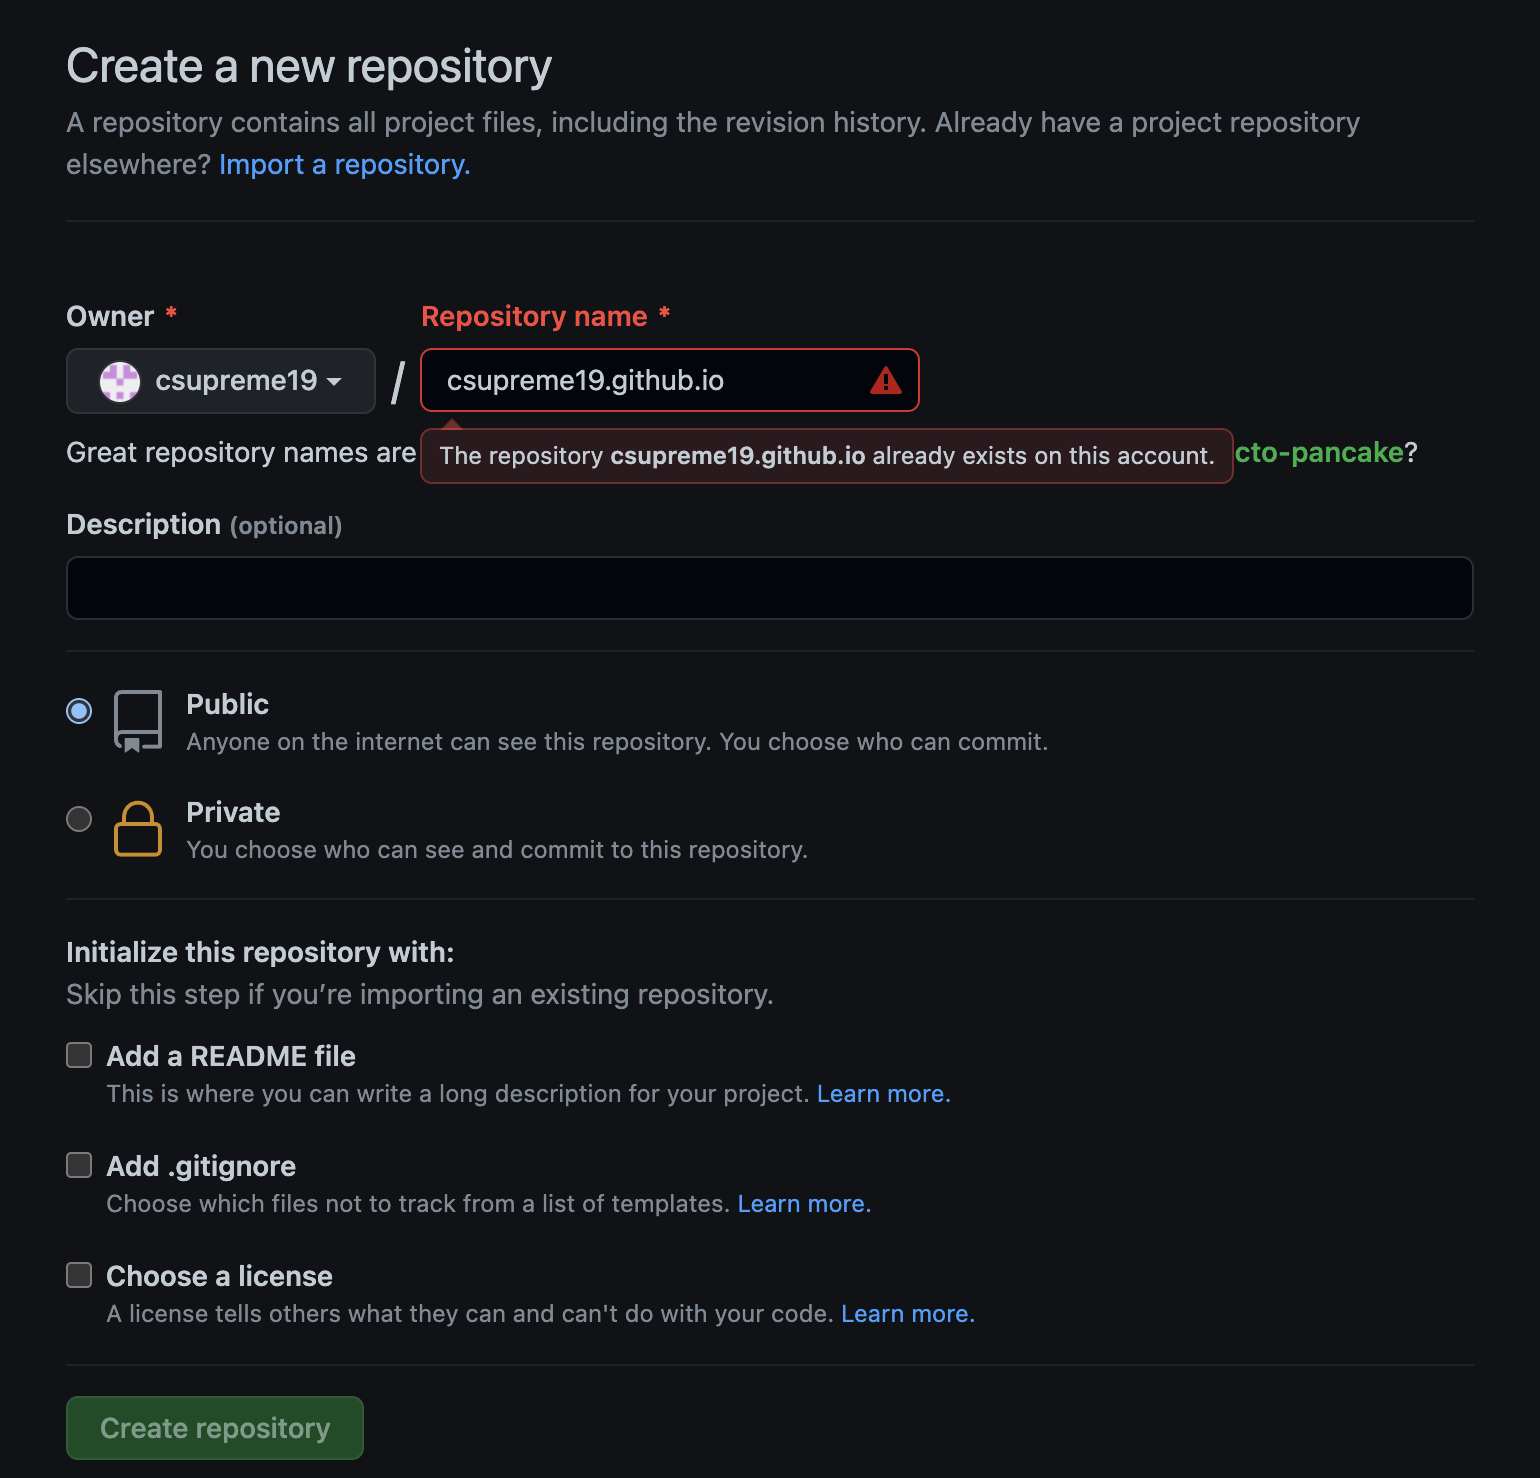 Create a new repository
A repository contains all project files, including the revision history. Already have a project repository
elsewhere? Import a repository.
Owner *
Repository name *
csupreme19
/
csupreme19.github.io
Great repository names are
The repository csupreme19.github.io already exists on this account.
cto-pancake?
Description (optional)
Public
Anyone on the internet can see this repository. You choose who can commit.
Private
You choose who can see and commit to this repository.
Initialize this repository with:
Skip this step if you’re importing an existing repository.
Add a README file
This is where you can write a long description for your project. Learn more.
Add .gitignore
Choose which files not to track from a list of templates. Learn more.
Choose a license
A license tells others what they can and can't do with your code. Learn more.
Create repository